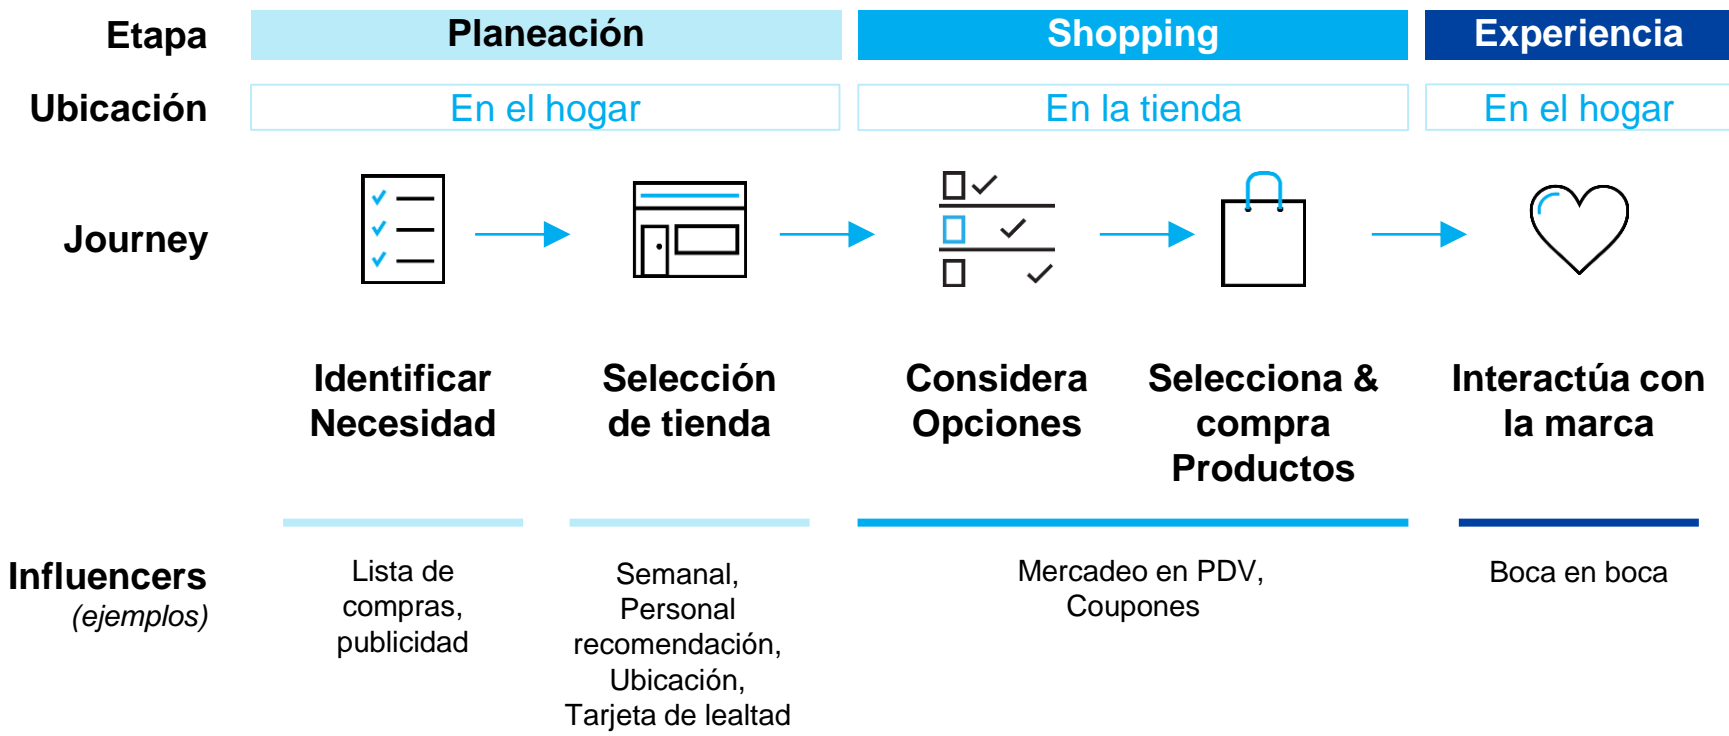 Etapa
Planeación
Shopping
Experiencia
Ubicación
En el hogar
En la tienda
En el hogar
Journey
Identificar
Necesidad
Selección
de tienda
Considera
Opciones
Selecciona &
compra
Productos
Interactúa con
la marca
Influencers
(ejemplos)
Lista de
compras,
publicidad
Semanal,
Personal
recomendación,
Ubicación,
Tarjeta de lealtad
Mercadeo en PDV,
Coupones
Boca en boca